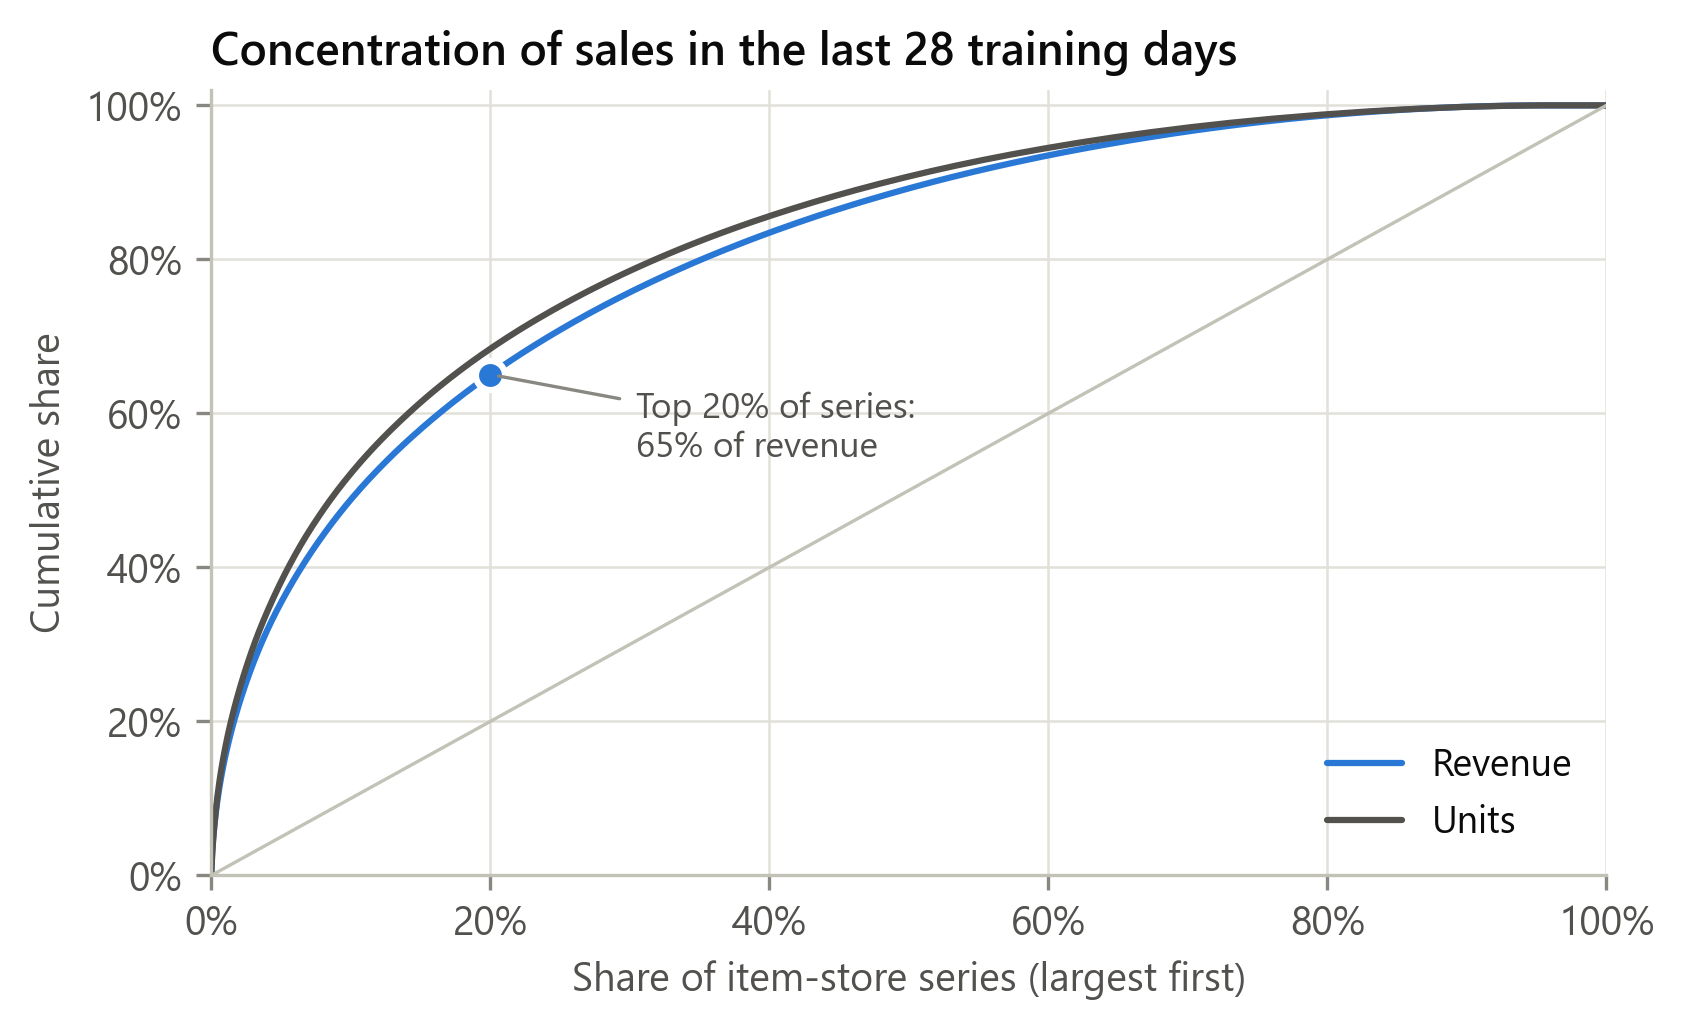 Concentration of sales in the last 28 training days
100%
80%
60%
40%
20%
0%
Cumulative share
Top 20% of series:
65% of revenue
Revenue
Units
0%
20%
40%
60%
80%
100%
Share of item-store series (largest first)